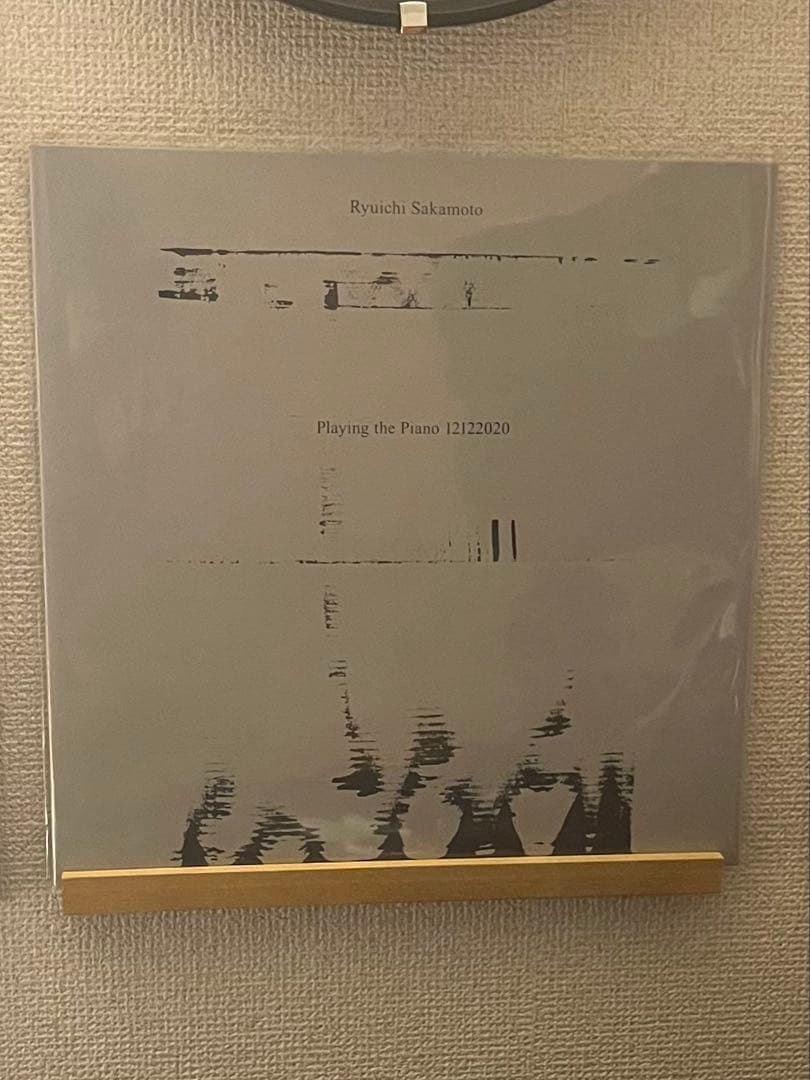 Ryuichi Sakamoto
Playing the Piano 12122020